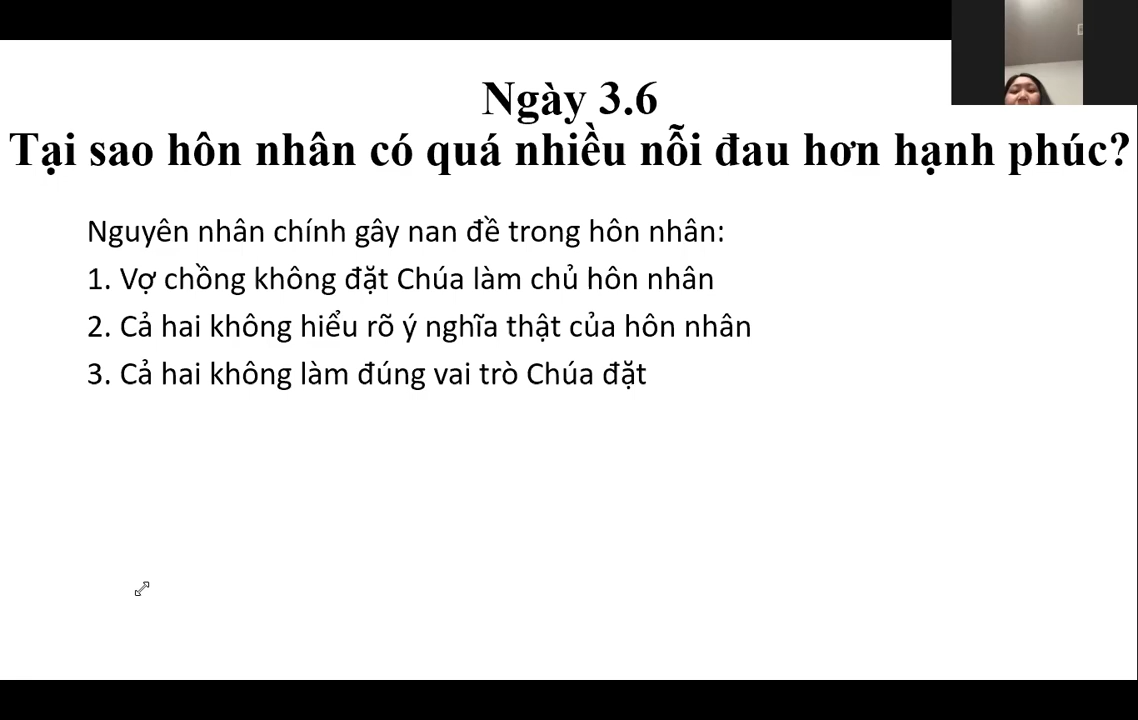 Ngày 3.6
Tại sao hôn nhân có quá nhiều nỗi đau hơn hạnh phúc?
Nguyên nhân chính gây nan đề trong hôn nhân:
1. Vợ chồng không đặt Chúa làm chủ hôn nhân
2. Cả hai không hiểu rõ ý nghĩa thật của hôn nhân
3. Cả hai không làm đúng vai trò Chúa đặt